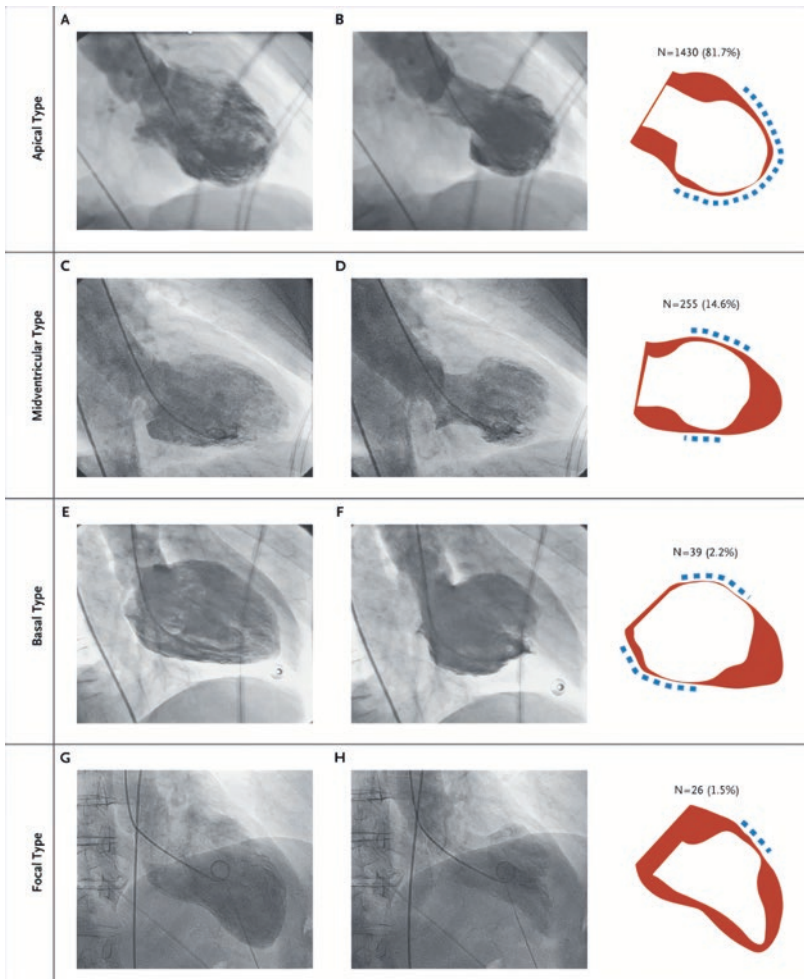 A
B
N=1430 (81.7%)
Apical Type
C
D
N=255 (14.6%)
Midventricular Type
E
F
N=39 (2.2%)
Basal Type
G
H
N=26 (1.5%)
Focal Type